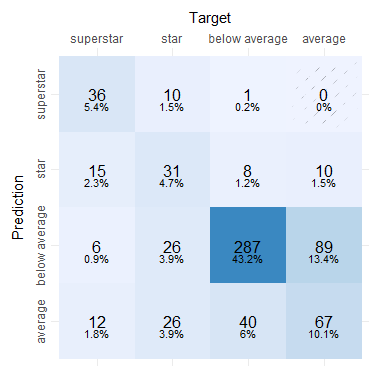 Target
superstar star below average average
Prediction
superstar
36 10 1 0
5.4% 1.5% 0.2% 0%
star
15 31 8 10
2.3% 4.7% 1.2% 1.5%
below average
6 26 287 89
0.9% 3.9% 43.2% 13.4%
average
12 26 40 67
1.8% 3.9% 6% 10.1%